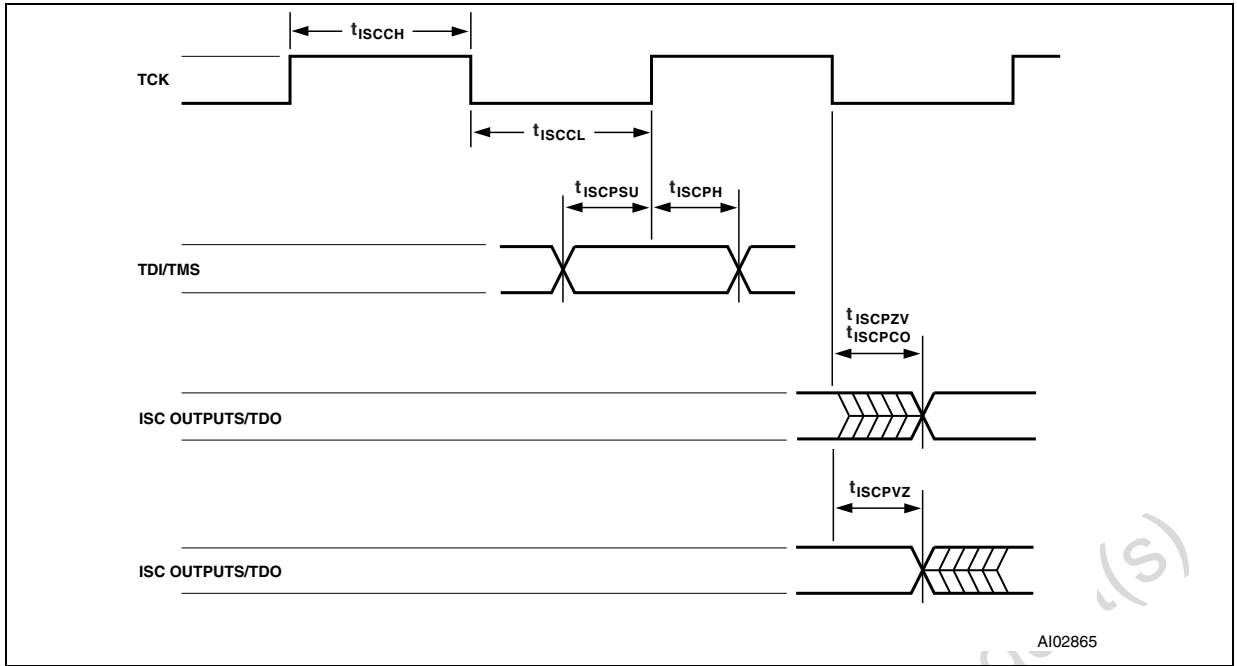 tISCCH
TCK
tISCCL
tISCPSU
tISCPH
TDI/TMS
tISCPZV
tISCPCO
ISC OUTPUTS/TDO
tISCPVZ
ISC OUTPUTS/TDO
AI02865